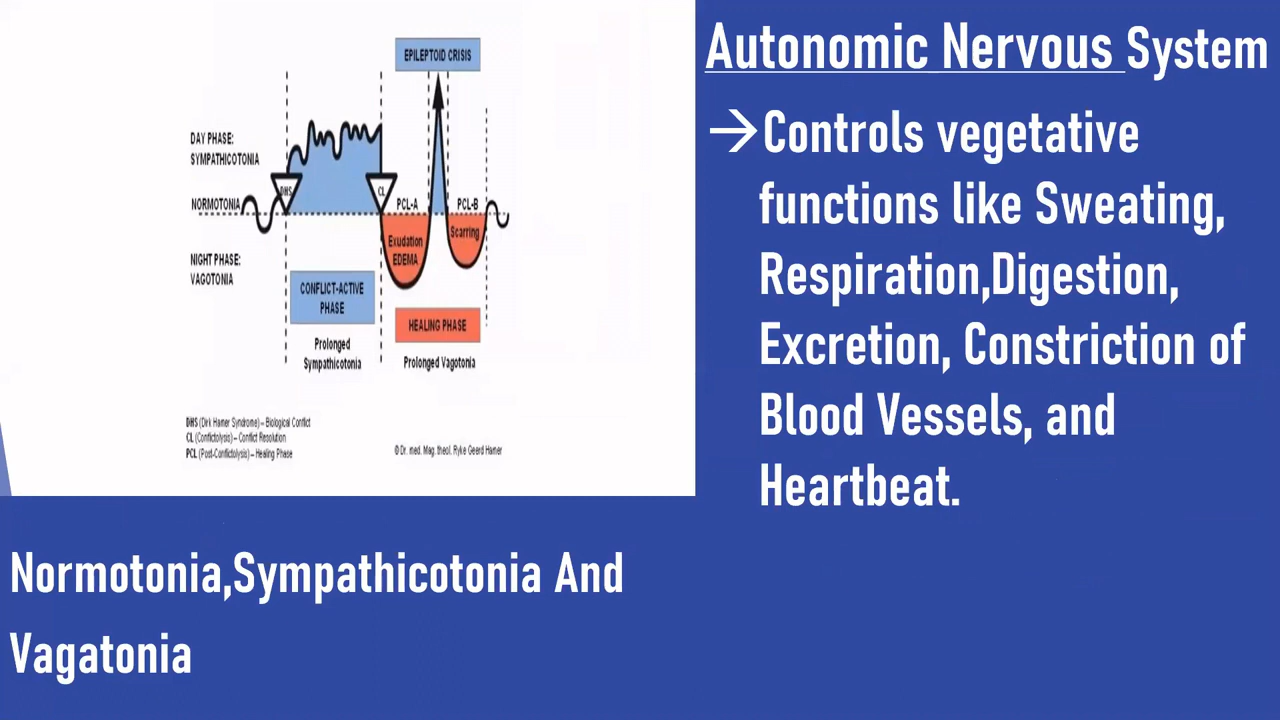 EPILEPTOID CRISIS
DAY PHASE:
SYMPATHICOTONIA
DHS
CL
NORMOTONIA
PCL-A
PCL-B
Exudation
EDEMA
Scarring
NIGHT PHASE:
VAGOTONIA
CONFLICT-ACTIVE
PHASE
HEALING PHASE
Prolonged
Sympathicotonia
Prolonged Vagotonia
DHS (Dirk Hamer Syndrome) – Biological Conflict
CL (Conflictolysis) – Conflict Resolution
PCL (Post-Conflictolysis) – Healing Phase
© Dr. med. Mag. theol. Ryke Geerd Hamer
Autonomic Nervous System
→Controls vegetative
functions like Sweating,
Respiration,Digestion,
Excretion, Constriction of
Blood Vessels, and
Heartbeat.
Normotonia,Sympathicotonia And
Vagatonia